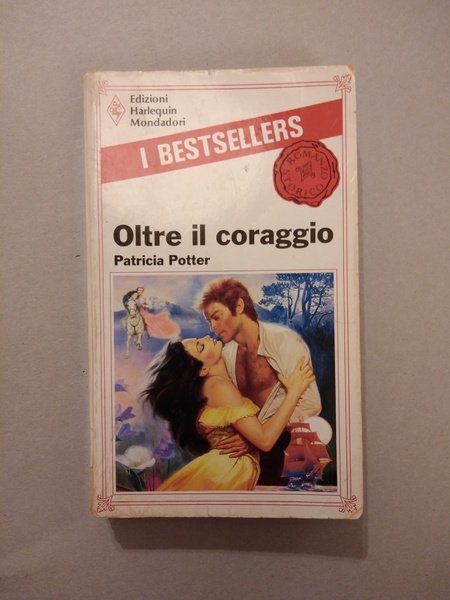 Edizioni
Harlequin
Mondadori
I BESTSELLERS
ROMANZO
STORICO
Oltre il coraggio
Patricia Potter